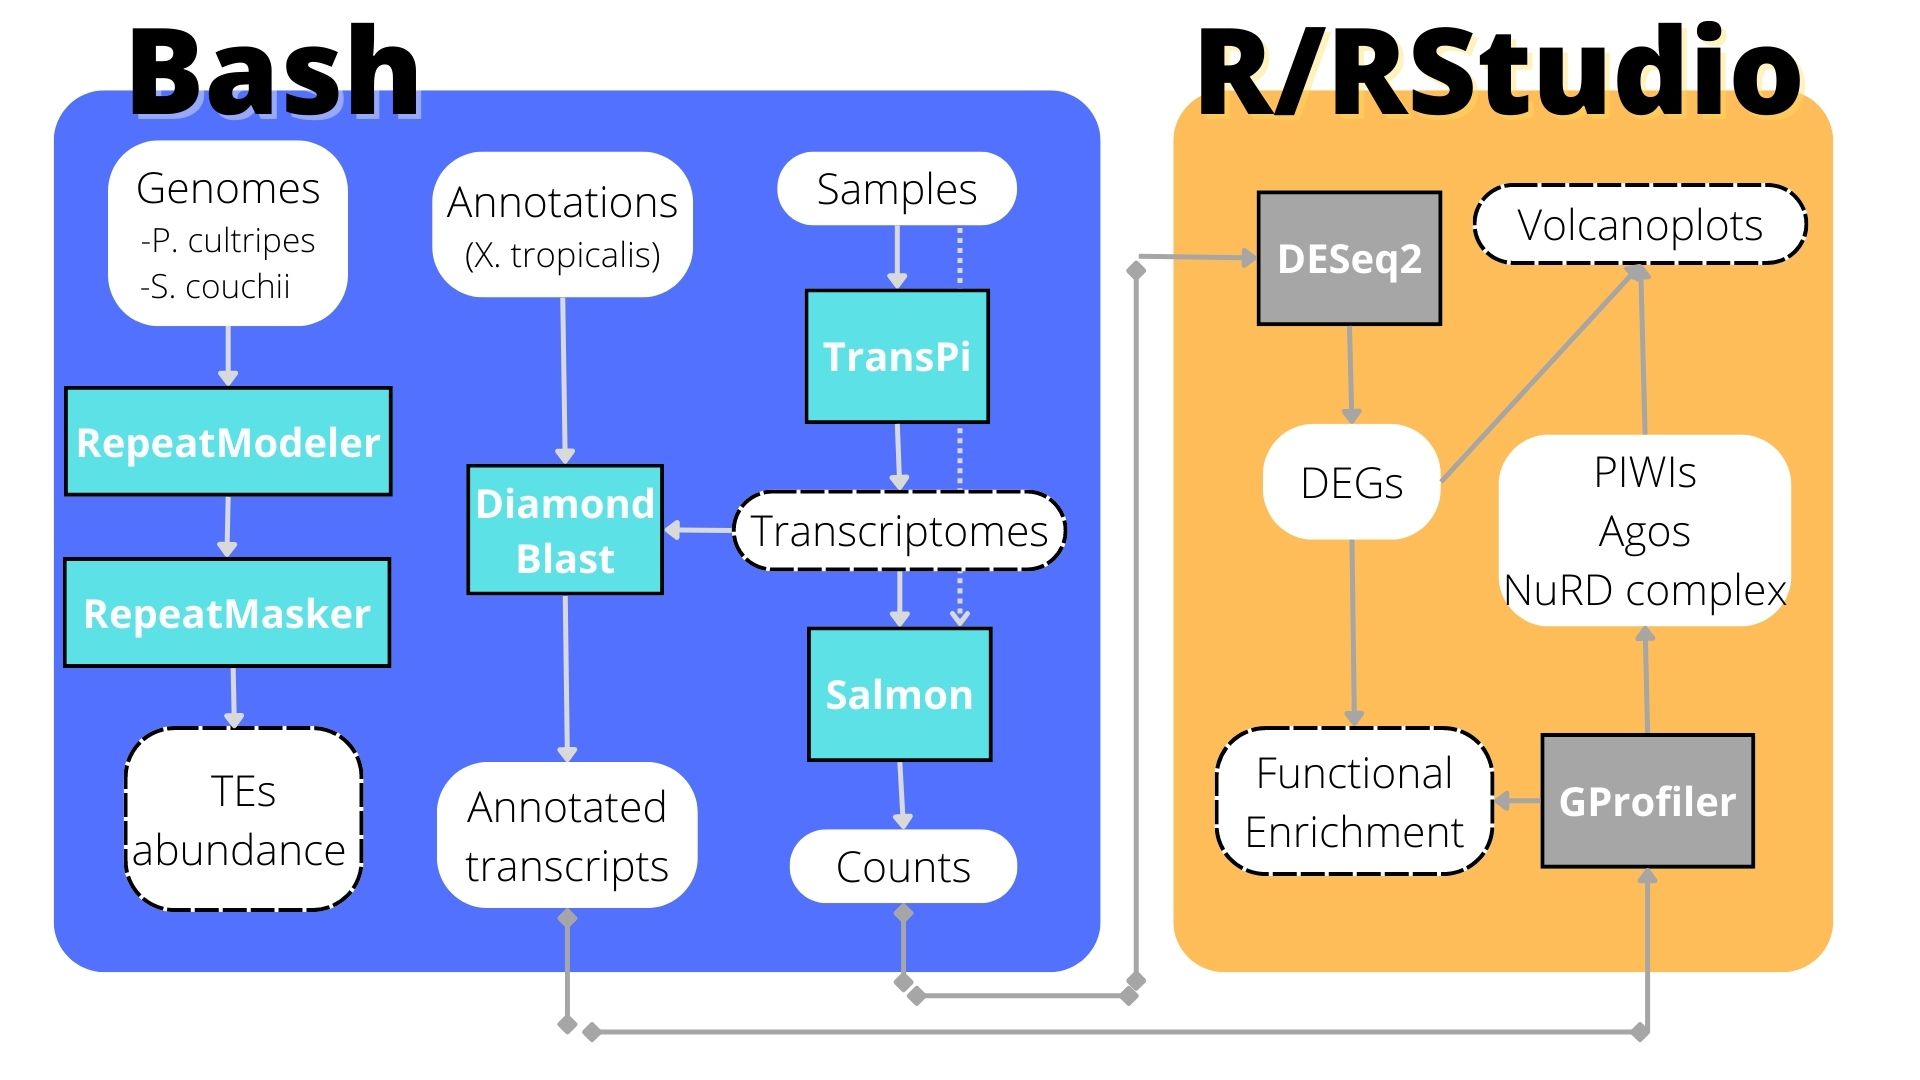 Bash
Genomes
-P. cultripes
-S. couchii
RepeatModeler
RepeatMasker
TEs
abundance
Annotations
(X. tropicalis)
Diamond
Blast
Annotated
transcripts
Samples
TransPi
Transcriptomes
Salmon
Counts
R/RStudio
DESeq2
Volcanoplots
DEGs
PIWIs
Agos
NuRD complex
Functional
Enrichment
GProfiler